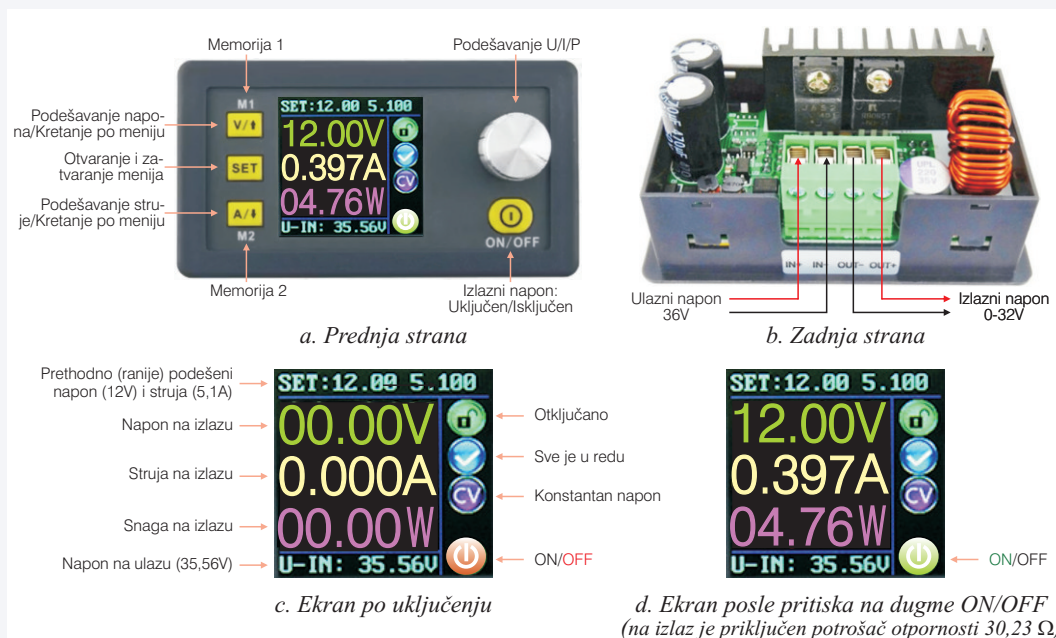 Memorija 1
Podešavanje U/I/P
M1
Podešavanje napo-
na/Kretanje po meniju
V/⬆
Otvaranje i za-
tvaranje menija
SET
Podešavanje stru-
je/Kretanje po meniju
A/⬇
M2
SET:12.00 5.100
12.00V
0.397A
CV
04.76W
U-IN: 35.56V
ON/OFF
Memorija 2
Izlazni napon:
Uključen/Isključen
a. Prednja strana
UPL
220
35V
IN+ IN- OUT- OUT+
Ulazni napon
36V
Izlazni napon
0-32V
b. Zadnja strana
Prethodno (ranije) podešeni
napon (12V) i struja (5,1A)
Napon na izlazu
Struja na izlazu
Snaga na izlazu
Napon na ulazu (35,56V)
SET:12.00 5.100
00.00V
0.000A
CV
00.00W
U-IN: 35.56V
Otključano
Sve je u redu
Konstantan napon
ON/OFF
c. Ekran po uključenju
SET:12.00 5.100
12.00V
0.397A
CV
04.76W
U-IN: 35.56V
ON/OFF
d. Ekran posle pritiska na dugme ON/OFF
(na izlaz je priključen potrošač otpornosti 30,23 Ω)